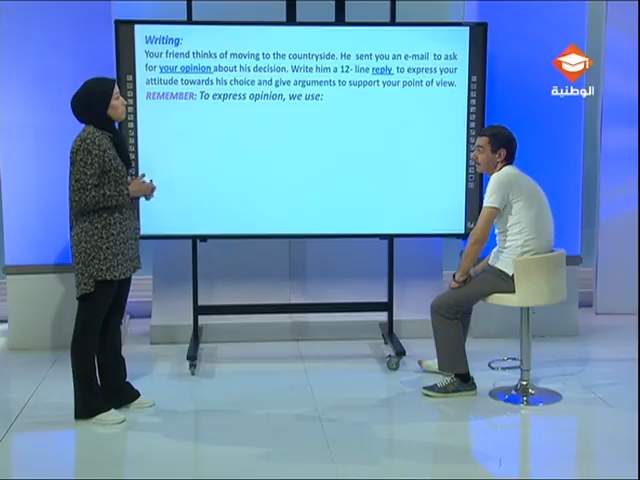 Writing:
Your friend thinks of moving to the countryside. He sent you an e-mail to ask
for your opinion about his decision. Write him a 12- line reply to express your
attitude towards his choice and give arguments to support your point of view.
REMEMBER: To express opinion, we use:
الوطنية